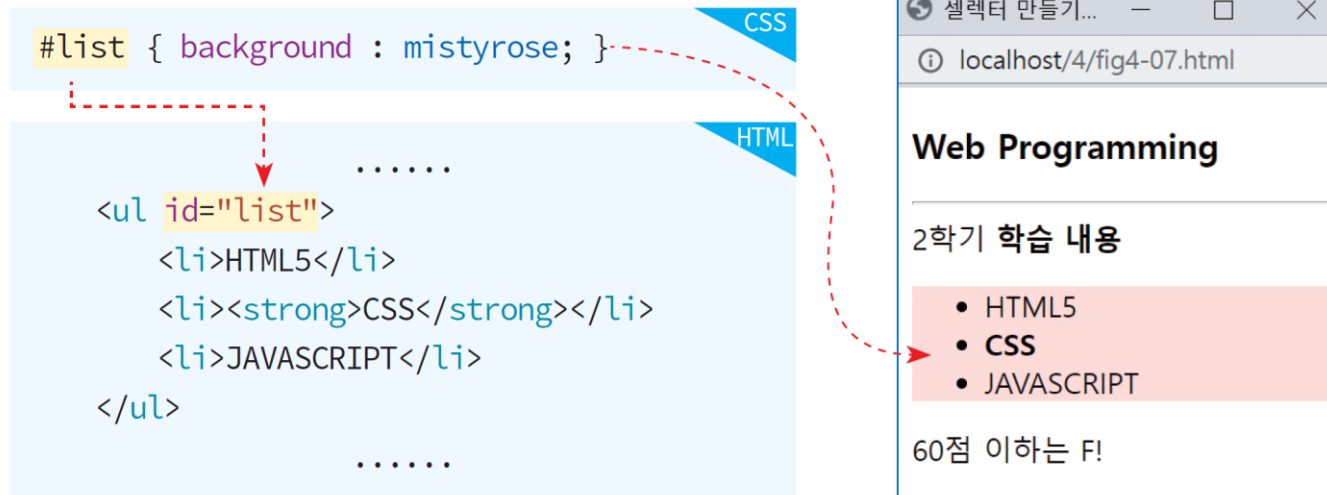 CSS
#list { background : mistyrose; }
HTML
......
<ul id="list">
<li>HTML5</li>
<li><strong>CSS</strong></li>
<li>JAVASCRIPT</li>
</ul>
......
셀렉터 만들기...
localhost/4/fig4-07.html
Web Programming
2학기 학습 내용
• HTML5
• CSS
• JAVASCRIPT
60점 이하는 F!